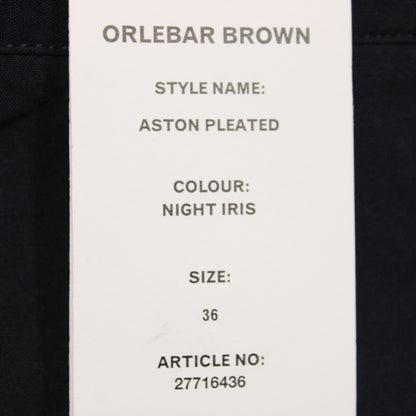 ORLEBAR BROWN
STYLE NAME:
ASTON PLEATED
COLOUR:
NIGHT IRIS
SIZE:
36
ARTICLE NO:
27716436